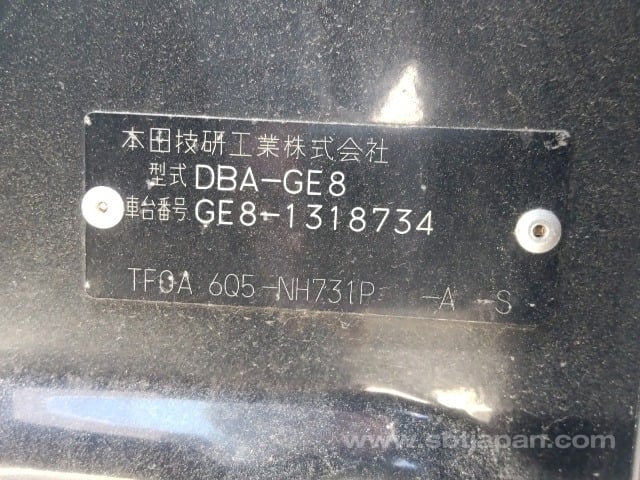 本田技研工業株式会社
型式 DBA-GE8
車台番号 GE8-1318734
TF0A 6Q5-NH731P -A -S
www.sbtjapan.com